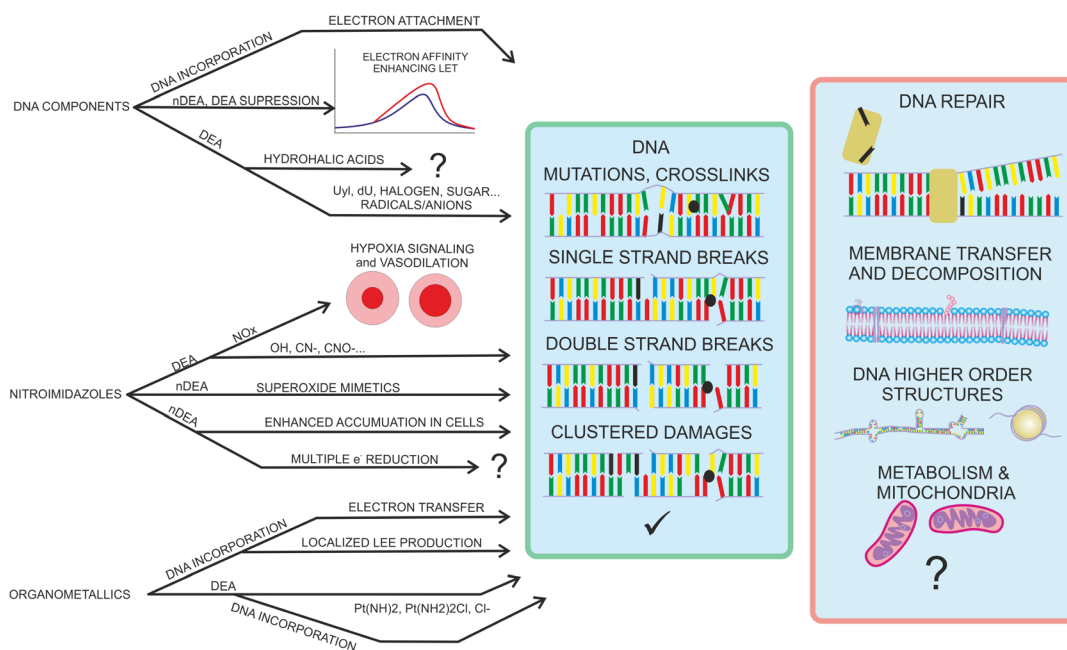 ELECTRON ATTACHMENT
DNA INCORPORATION
ELECTRON AFFINITY
ENHANCING LET
DNA COMPONENTS
nDEA, DEA SUPRESSION
DEA
HYDROHALIC ACIDS
?
Uyl, dU, HALOGEN, SUGAR...
RADICALS/ANIONS
HYPOXIA SIGNALING
and VASODILATION
NOx
DEA
OH, CN-, CNO-...
NITROIMIDAZOLES
nDEA
SUPEROXIDE MIMETICS
nDEA
ENHANCED ACCUMUATION IN CELLS
MULTIPLE e- REDUCTION
?
ELECTRON TRANSFER
DNA INCORPORATION
LOCALIZED LEE PRODUCTION
ORGANOMETALLICS
DEA
Pt(NH)2, Pt(NH2)2Cl, Cl-
DNA INCORPORATION
DNA
MUTATIONS, CROSSLINKS
SINGLE STRAND BREAKS
DOUBLE STRAND BREAKS
CLUSTERED DAMAGES
✓
DNA REPAIR
MEMBRANE TRANSFER
AND DECOMPOSITION
DNA HIGHER ORDER
STRUCTURES
METABOLISM &
MITOCHONDRIA
?